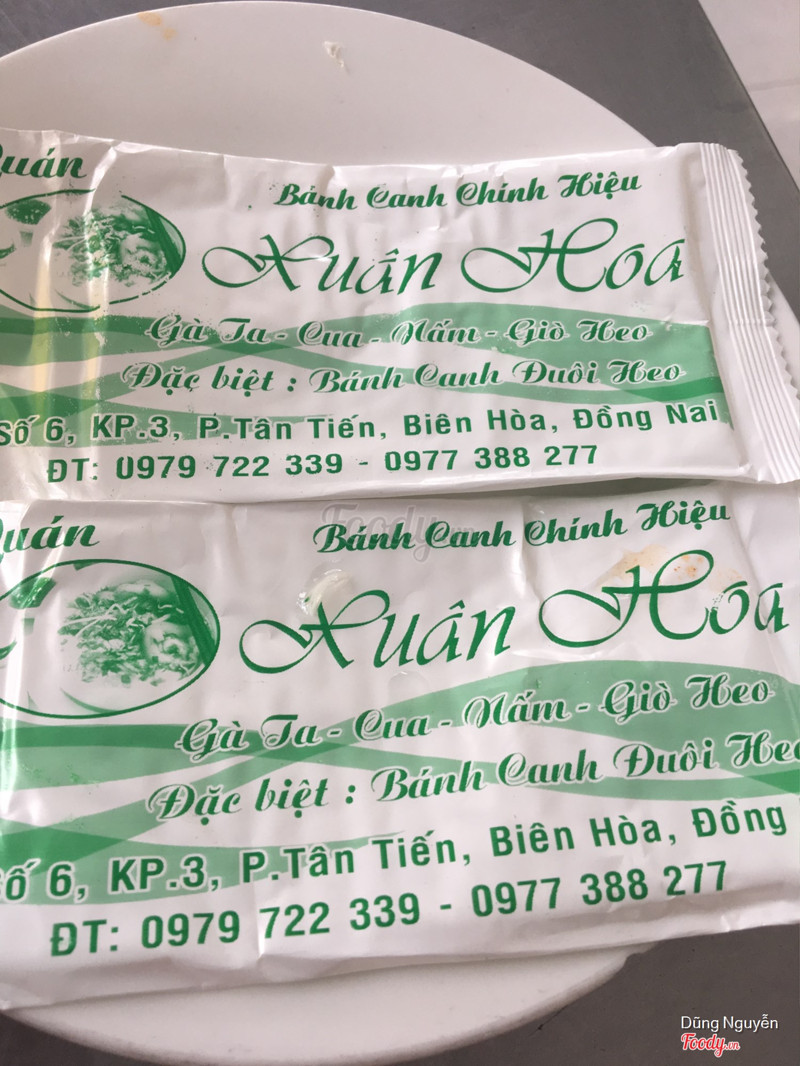 Quán
Bánh Canh Chính Hiệu
Xuân Hoa
Gà Ta - Cua - Nấm - Giò Heo
Đặc biệt : Bánh Canh Đuôi Heo
Số 6, KP.3, P.Tân Tiến, Biên Hòa, Đồng Nai
ĐT: 0979 722 339 - 0977 388 277
Foody.vn
Quán
Bánh Canh Chính Hiệu
Xuân Hoa
Gà Ta - Cua - Nấm - Giò Heo
Đặc biệt : Bánh Canh Đuôi Heo
Số 6, KP.3, P.Tân Tiến, Biên Hòa, Đồng
ĐT: 0979 722 339 - 0977 388 277
Dũng Nguyễn
Foody.vn